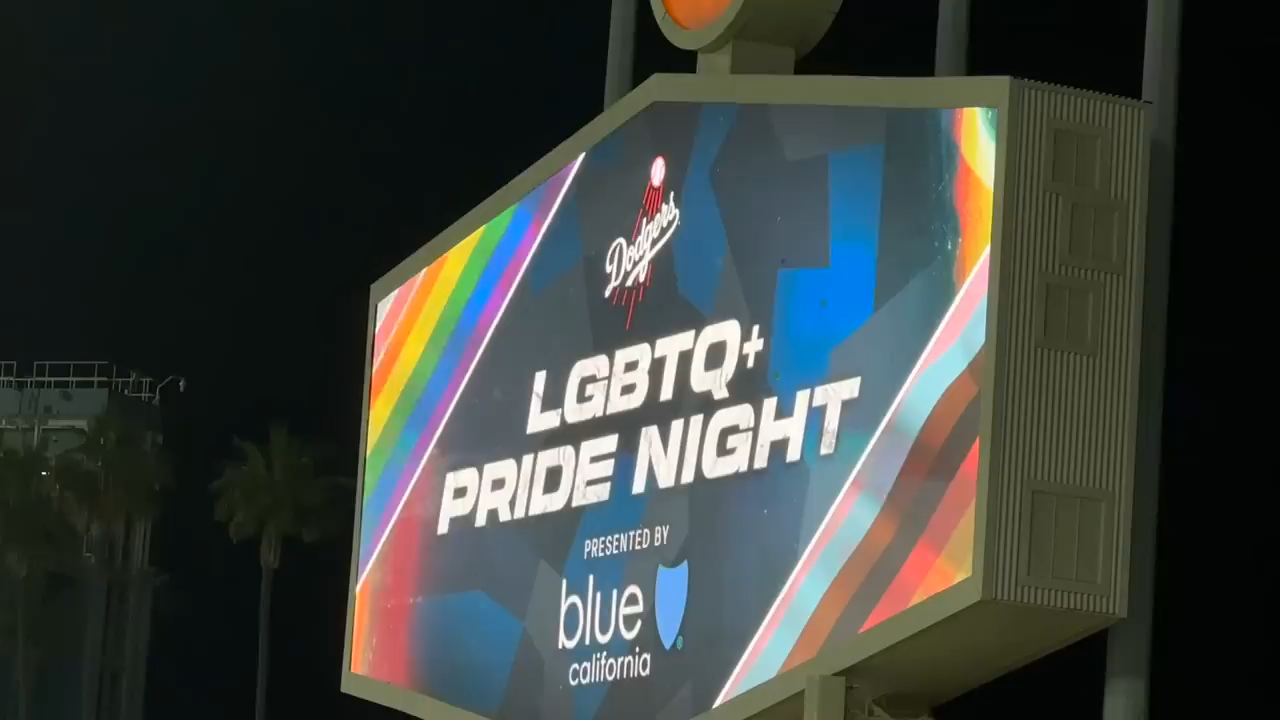 Dodgers
LGBTQ+
PRIDE NIGHT
PRESENTED BY
blue
california